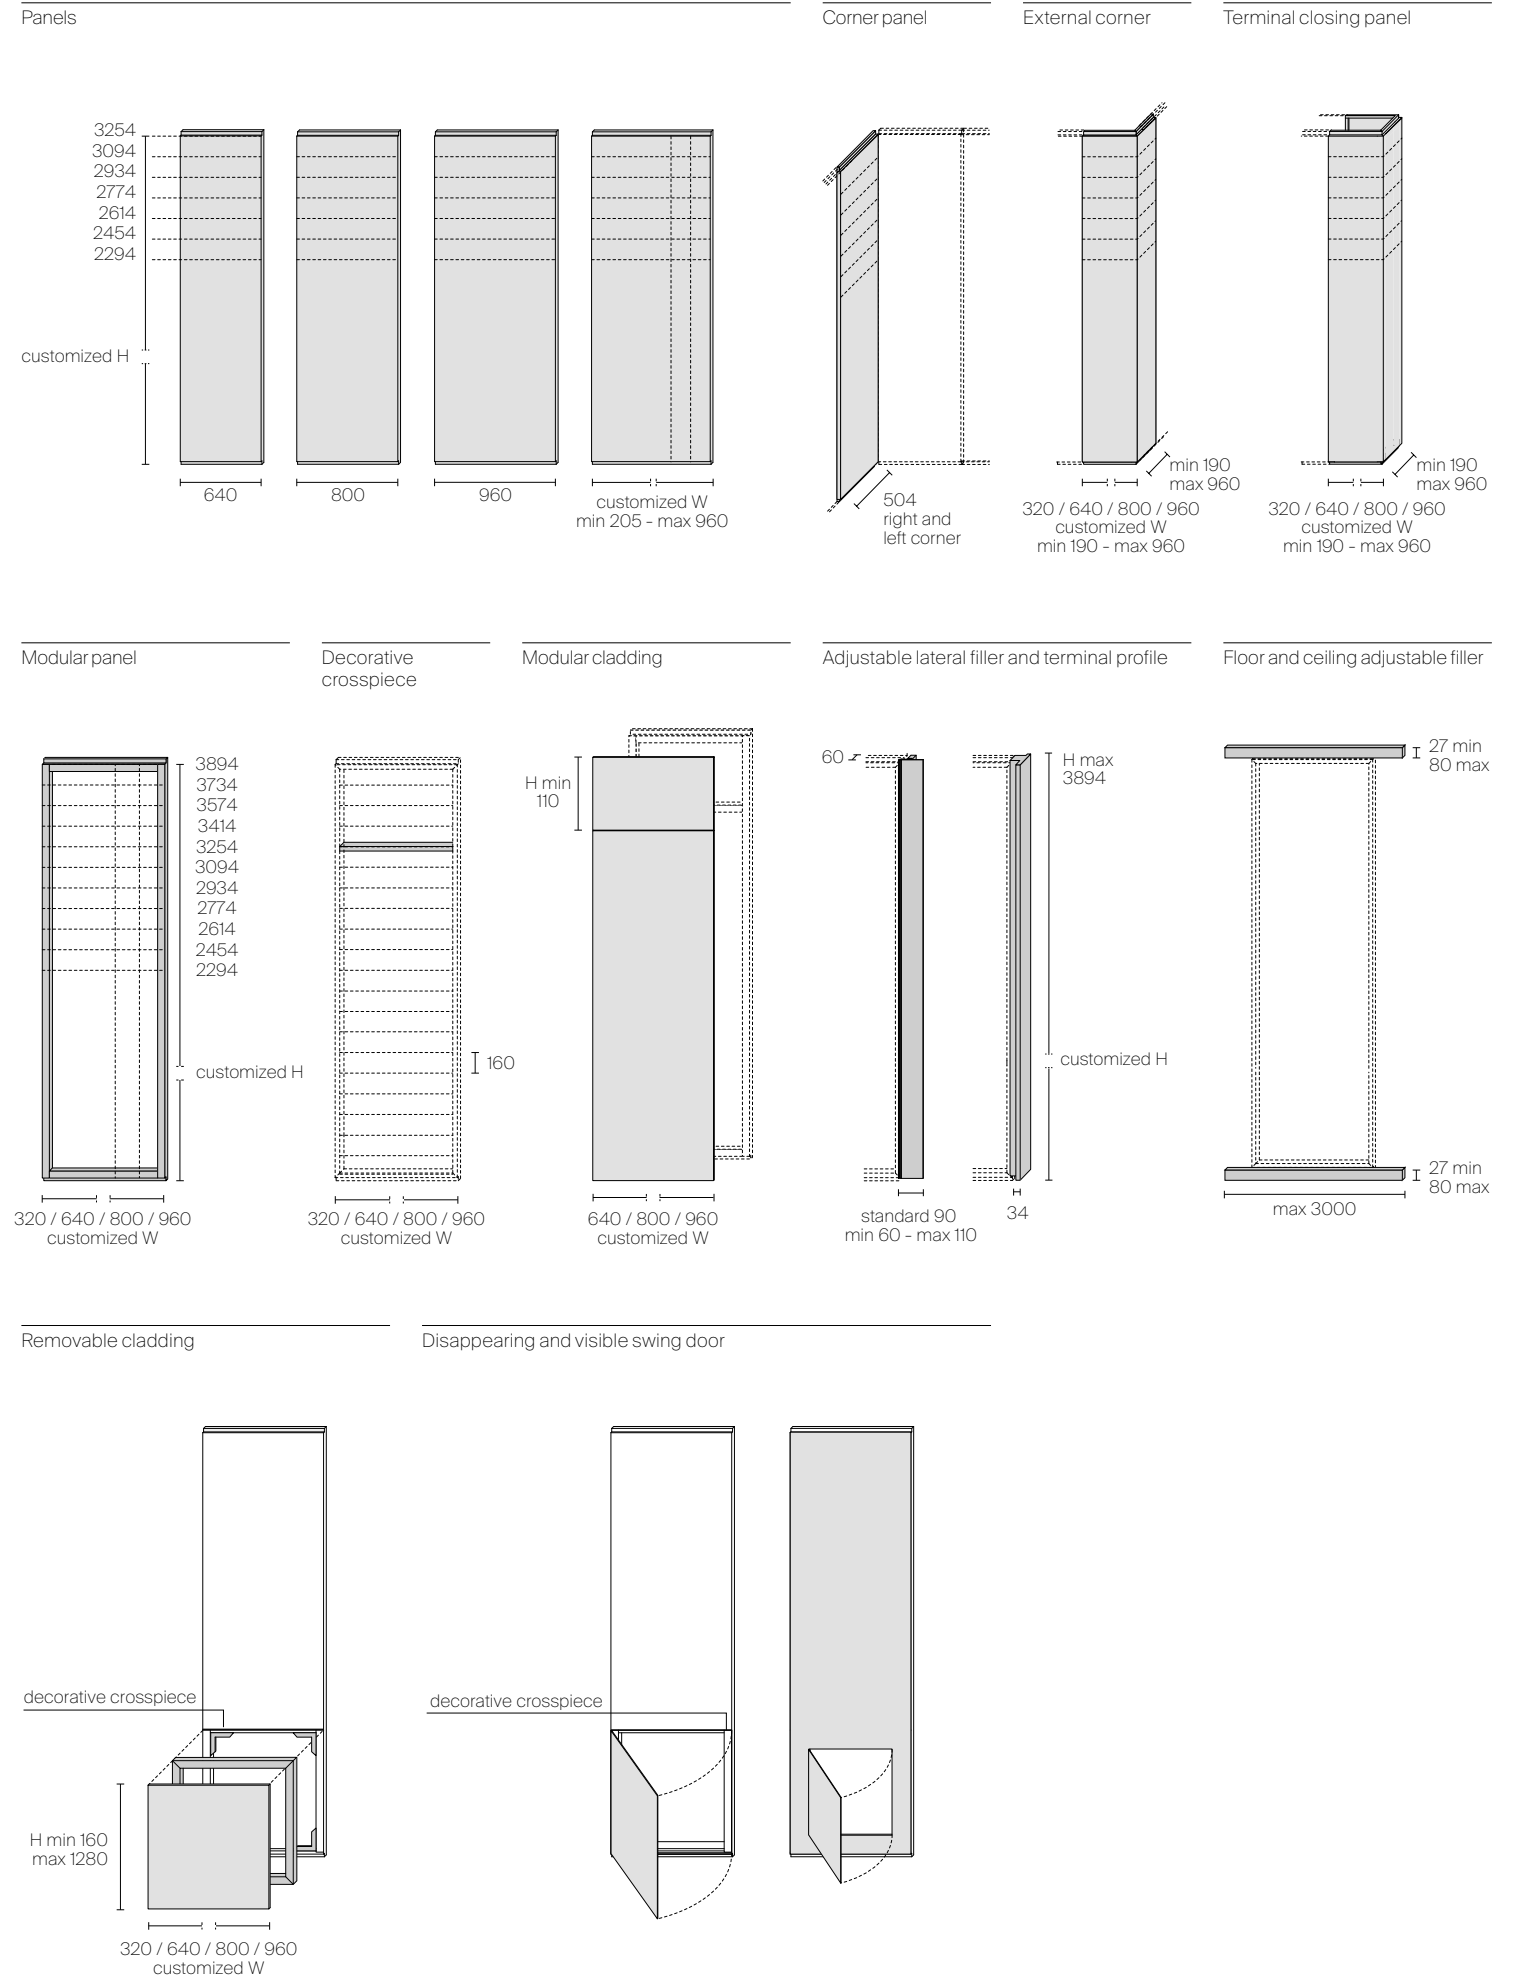 Panels
Corner panel
External corner
Terminal closing panel
3254
3094
2934
2774
2614
2454
2294
customized H
640
800
960
customized W
min 205 - max 960
504
right and
left corner
min 190
max 960
320 / 640 / 800 / 960
customized W
min 190 - max 960
min 190
max 960
320 / 640 / 800 / 960
customized W
min 190 - max 960
Modular panel
Decorative
crosspiece
Modular cladding
Adjustable lateral filler and terminal profile
Floor and ceiling adjustable filler
3894
3734
3574
3414
3254
3094
2934
2774
2614
2454
2294
customized H
320 / 640 / 800 / 960
customized W
160
320 / 640 / 800 / 960
customized W
H min
110
640 / 800 / 960
customized W
60
standard 90
min 60 - max 110
H max
3894
customized H
34
27 min
80 max
27 min
80 max
max 3000
Removable cladding
Disappearing and visible swing door
decorative crosspiece
H min 160
max 1280
320 / 640 / 800 / 960
customized W
decorative crosspiece